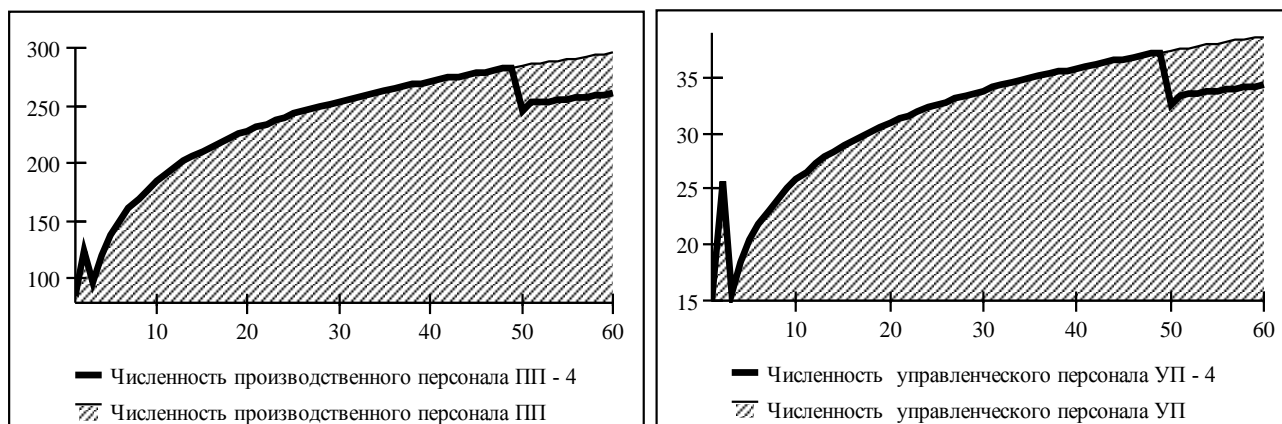 300
250
200
150
100
10 20 30 40 50 60
Численность производственного персонала ПП - 4
Численность производственного персонала ПП
35
30
25
20
15
10 20 30 40 50 60
Численность управленческого персонала УП - 4
Численность управленческого персонала УП